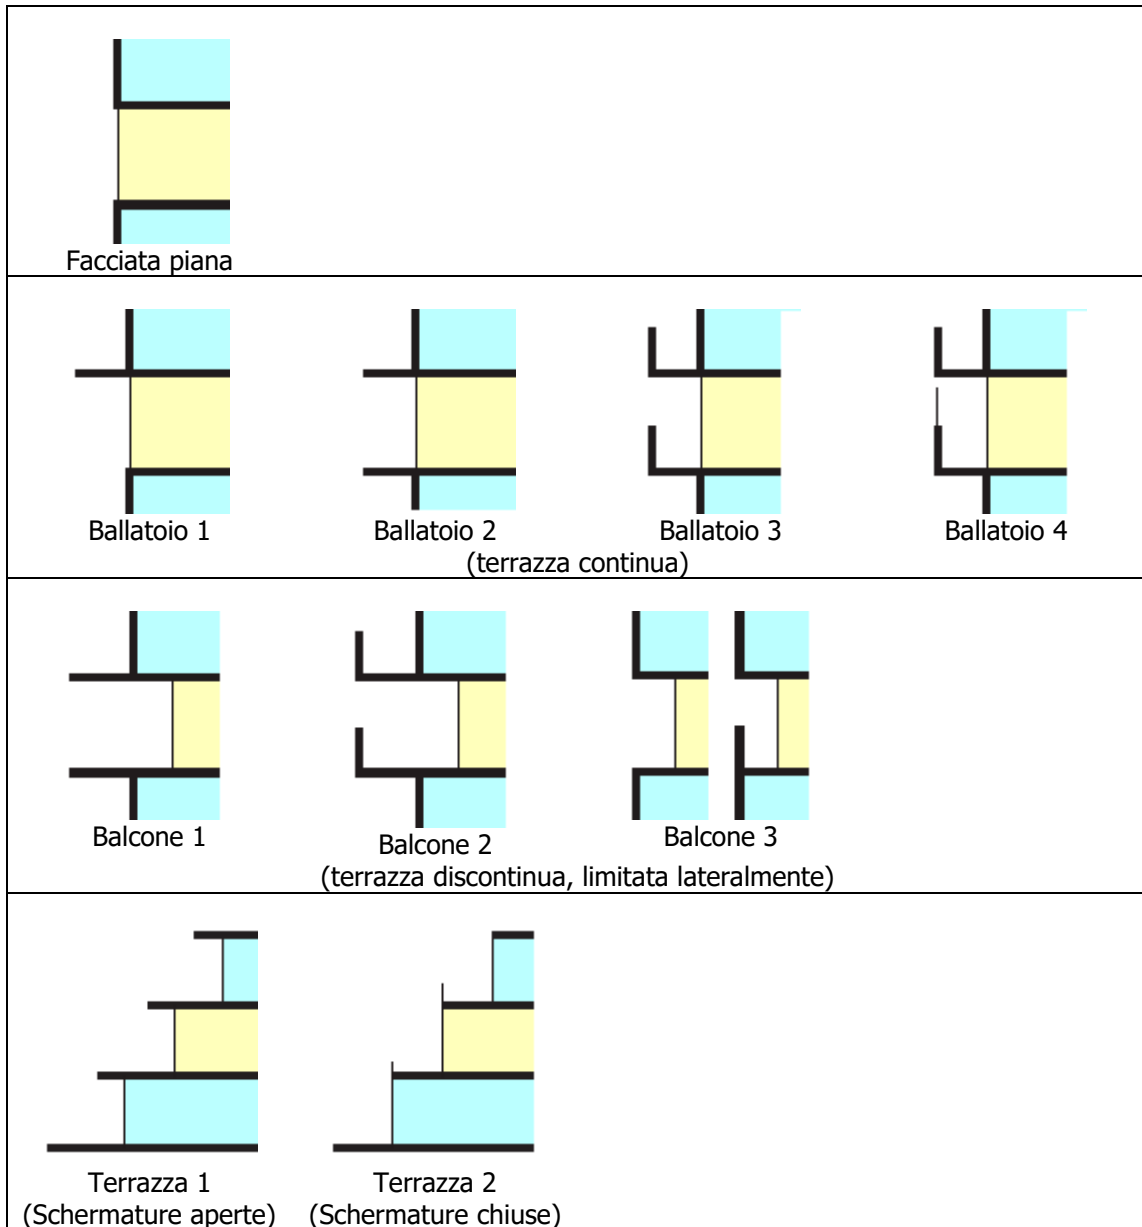 Facciata piana
Ballatoio 1 Ballatoio 2 Ballatoio 3 Ballatoio 4
(terrazza continua)
Balcone 1 Balcone 2 Balcone 3
(terrazza discontinua, limitata lateralmente)
Terrazza 1 Terrazza 2
(Schermature aperte) (Schermature chiuse)